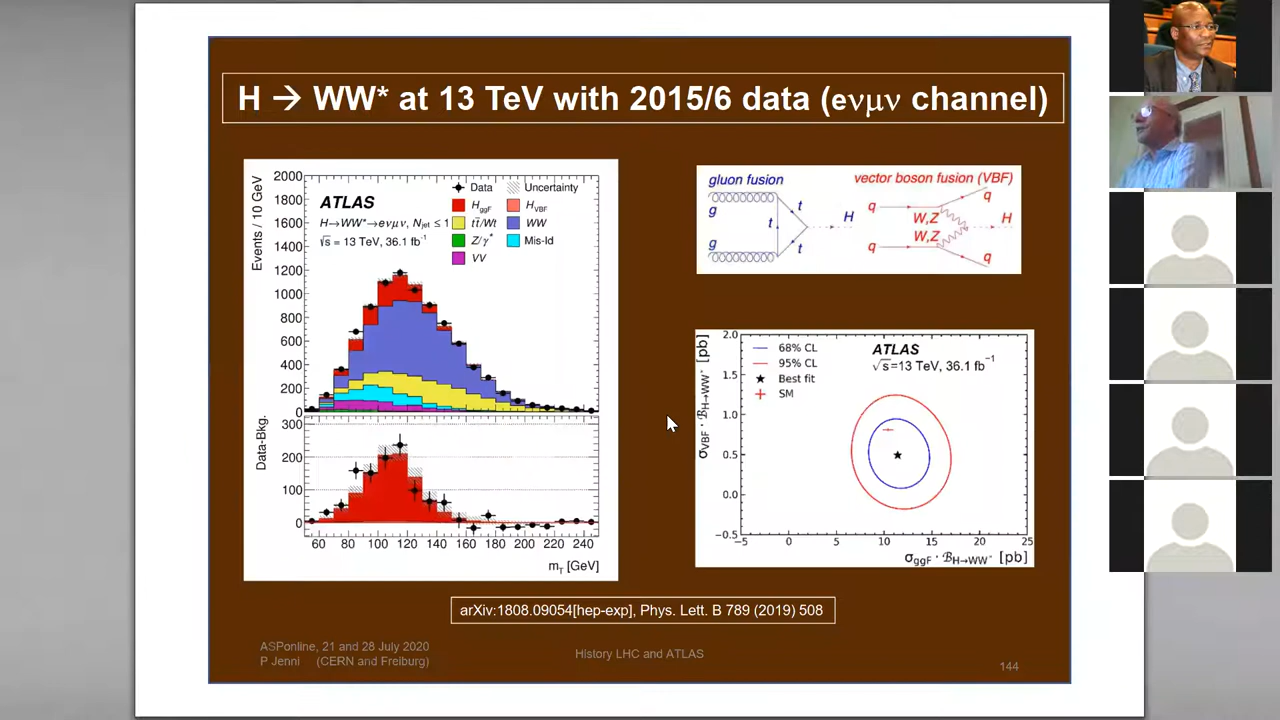 H → WW* at 13 TeV with 2015/6 data (eνμν channel)
Events / 10 GeV
2000
1800
1600
1400
1200
1000
800
600
400
200
0
ATLAS
H→WW*→eνμν, Njet ≤ 1
√s = 13 TeV, 36.1 fb-1
Data
Uncertainty
HggF
HVBF
tt̄/Wt
WW
Z/γ*
Mis-Id
VV
Data-Bkg.
300
200
100
0
60 80 100 120 140 160 180 200 220 240
mT [GeV]
gluon fusion
g
g
t
t
t
H
vector boson fusion (VBF)
q
q
W,Z
W,Z
H
q
q
σVBF · BH→WW* [pb]
2.0
1.5
1.0
0.5
0.0
−0.5
68% CL
95% CL
Best fit
SM
ATLAS
√s=13 TeV, 36.1 fb−1
−5 0 5 10 15 20 25
σggF · BH→WW* [pb]
arXiv:1808.09054[hep-exp], Phys. Lett. B 789 (2019) 508
ASPonline, 21 and 28 July 2020
P Jenni (CERN and Freiburg)
History LHC and ATLAS
144